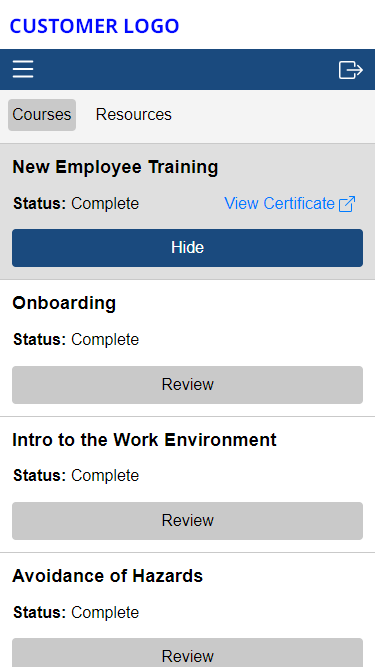 CUSTOMER LOGO
Courses Resources
New Employee Training
Status: Complete View Certificate
Hide
Onboarding
Status: Complete
Review
Intro to the Work Environment
Status: Complete
Review
Avoidance of Hazards
Status: Complete
Review